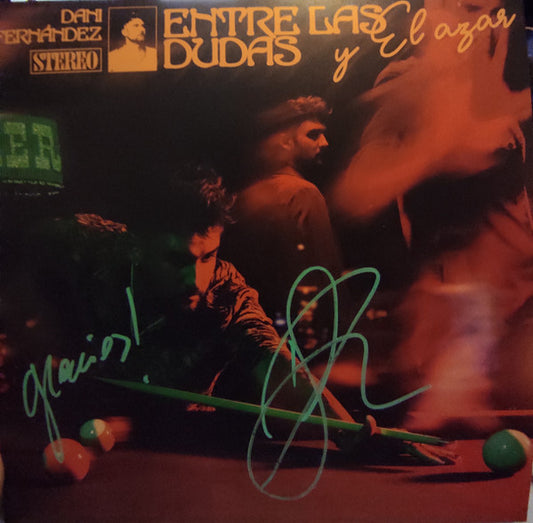 DANI
FERNÁNDEZ
STEREO
ENTRE LAS
DUDAS
y El azar
ER
gracias!